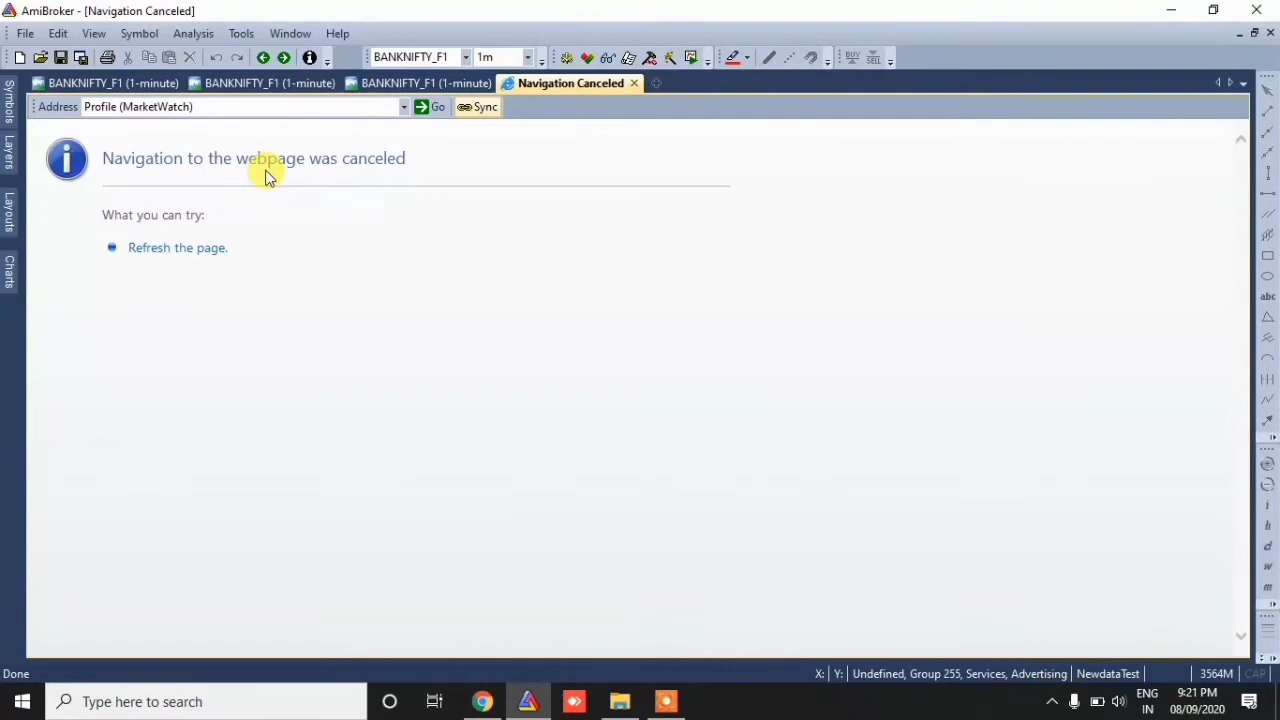 AmiBroker - [Navigation Canceled]
File Edit View Symbol Analysis Tools Window Help
BANKNIFTY_F1 1m BUY SELL
BANKNIFTY_F1 (1-minute) BANKNIFTY_F1 (1-minute) BANKNIFTY_F1 (1-minute) Navigation Canceled
Address Profile (MarketWatch) Go Sync
Symbols
Layers
Layouts
Charts
Navigation to the webpage was canceled
What you can try:
Refresh the page.
abc
i
h
d
w
m
Done X: Y: Undefined, Group 255, Services, Advertising NewdataTest 3564M CAP
Type here to search
ENG
IN
9:21 PM
08/09/2020